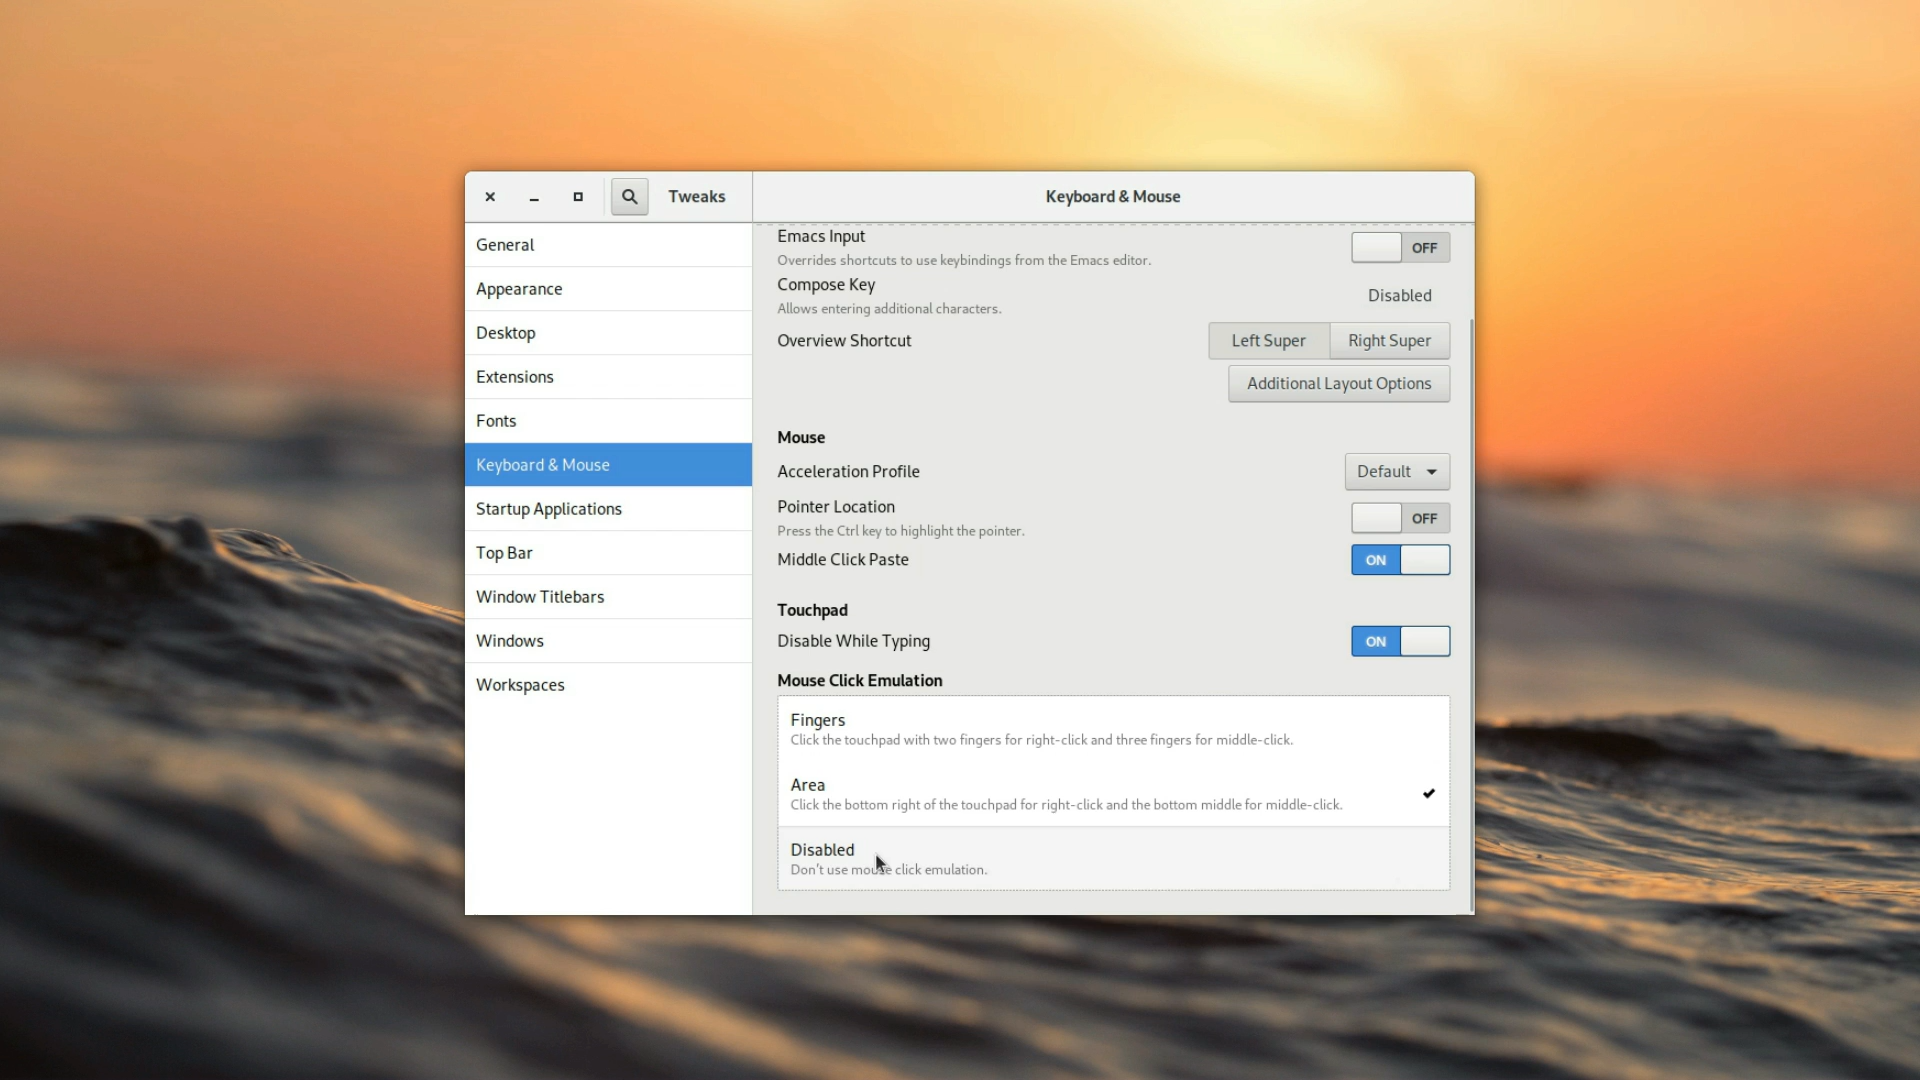 Tweaks
Keyboard & Mouse
General
Appearance
Desktop
Extensions
Fonts
Keyboard & Mouse
Startup Applications
Top Bar
Window Titlebars
Windows
Workspaces
Emacs Input
OFF
Overrides shortcuts to use keybindings from the Emacs editor.
Compose Key
Disabled
Allows entering additional characters.
Overview Shortcut
Left Super
Right Super
Additional Layout Options
Mouse
Acceleration Profile
Default
Pointer Location
OFF
Press the Ctrl key to highlight the pointer.
Middle Click Paste
ON
Touchpad
Disable While Typing
ON
Mouse Click Emulation
Fingers
Click the touchpad with two fingers for right-click and three fingers for middle-click.
Area
Click the bottom right of the touchpad for right-click and the bottom middle for middle-click.
Disabled
Don't use mouse click emulation.